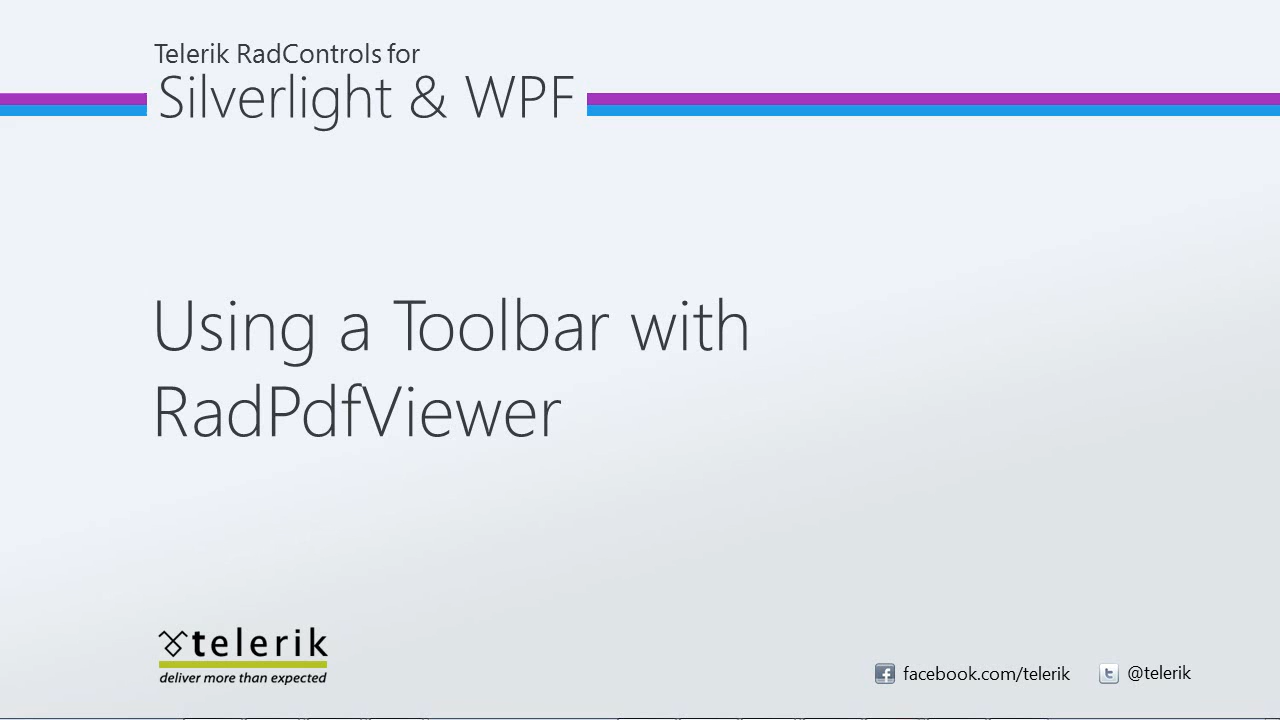 Telerik RadControls for
Silverlight & WPF
Using a Toolbar with
RadPdfViewer
telerik
deliver more than expected
facebook.com/telerik
@telerik